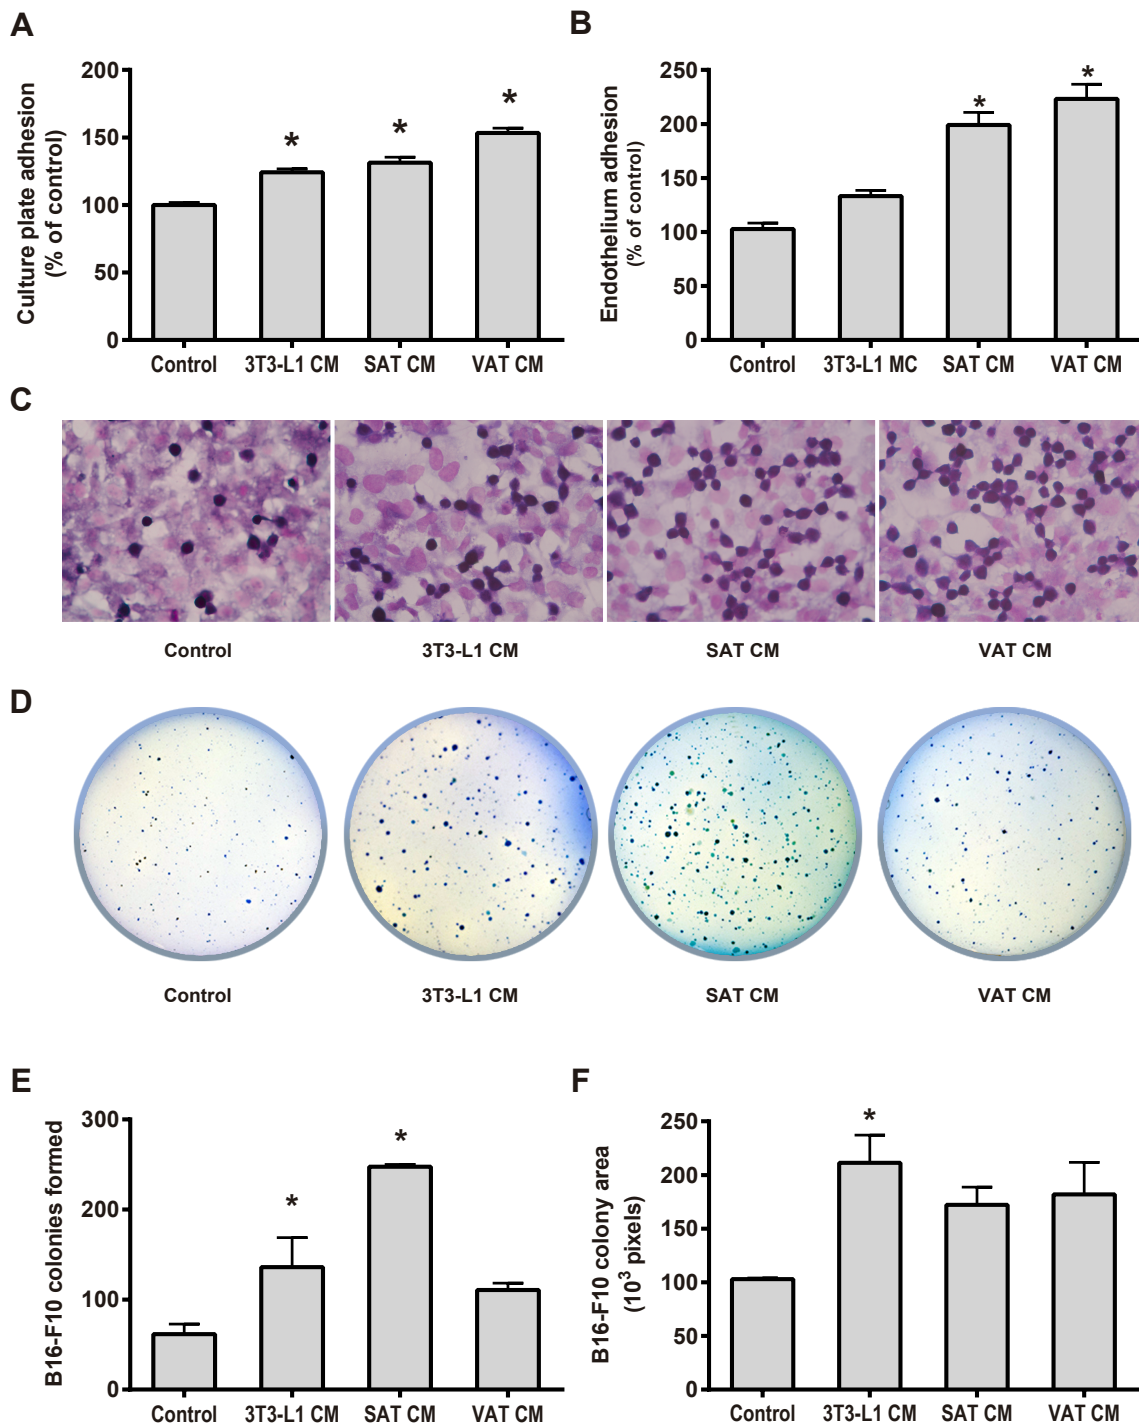 A
Culture plate adhesion
(% of control)
200
150
100
50
0
*
*
*
Control
3T3-L1 CM
SAT CM
VAT CM
B
Endothelium adhesion
(% of control)
250
200
150
100
50
0
*
*
Control
3T3-L1 MC
SAT CM
VAT CM
C
Control
3T3-L1 CM
SAT CM
VAT CM
D
Control
3T3-L1 CM
SAT CM
VAT CM
E
B16-F10 colonies formed
300
200
100
0
*
*
Control
3T3-L1 CM
SAT CM
VAT CM
F
B16-F10 colony area
(10³ pixels)
250
200
150
100
50
0
*
Control
3T3-L1 CM
SAT CM
VAT CM